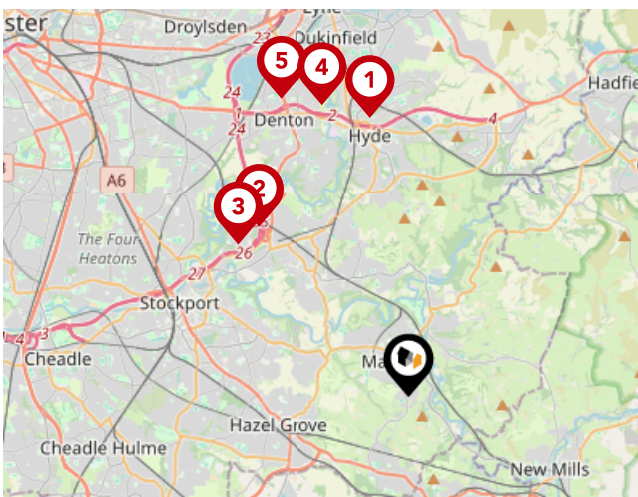 ster
Droylsden
Dukinfield
23
5
4
1
Hadfie
24
Denton
2
4
24
Hyde
A6
2
3
The Four
Heatons
26
27
Stockport
4
3
Cheadle
Ma
Hazel Grove
Cheadle Hulme
New Mills